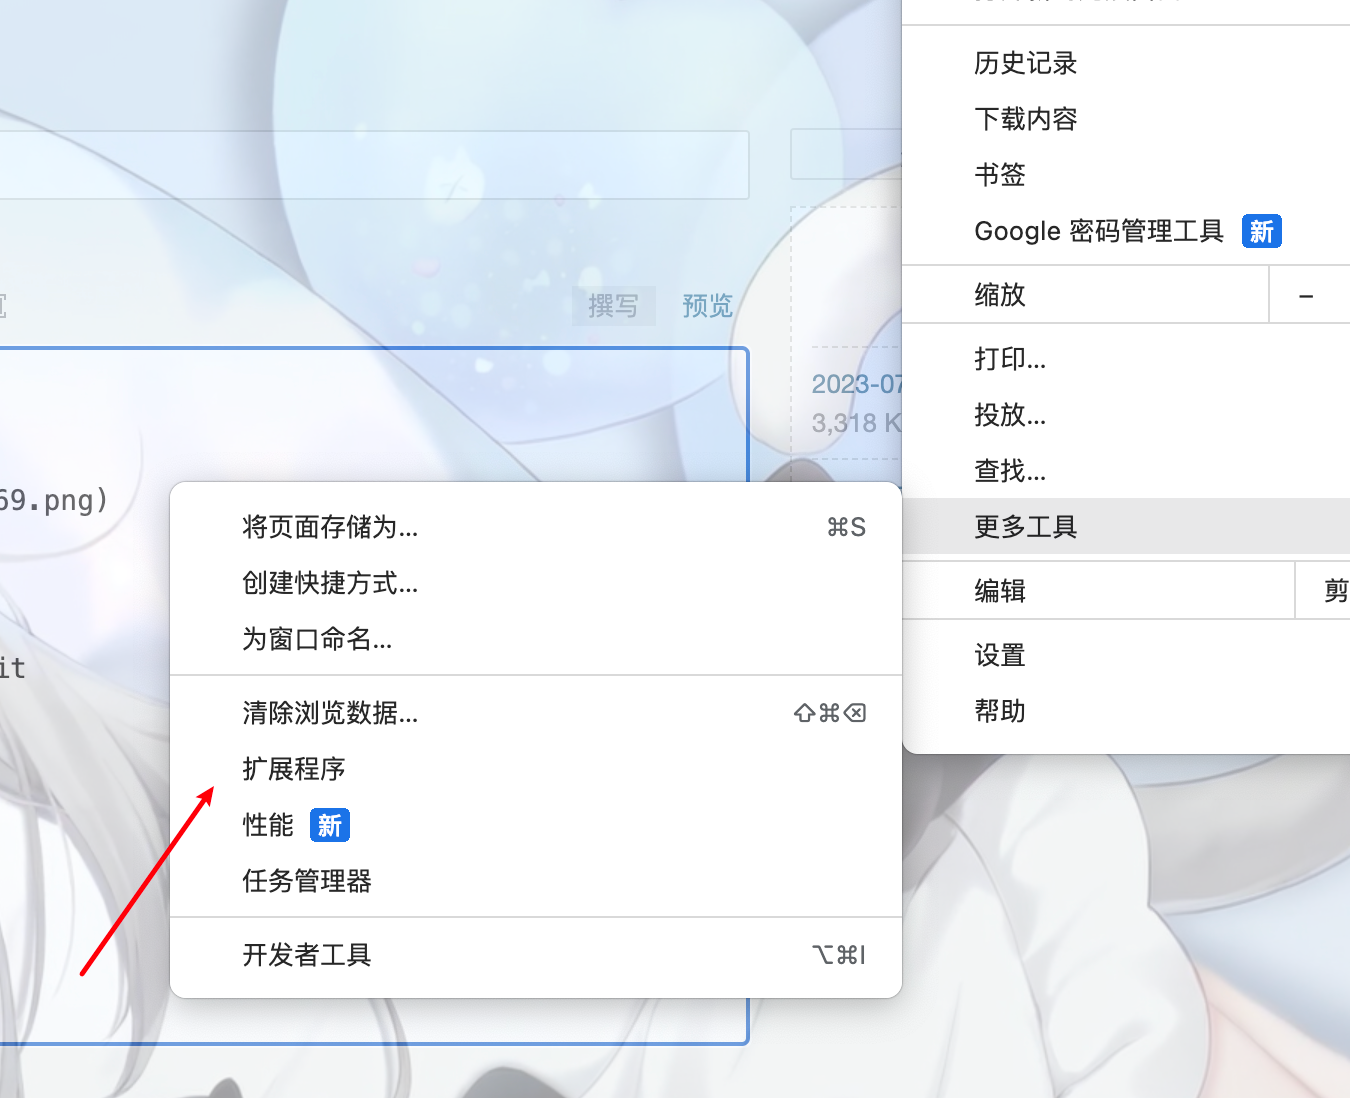 历史记录
下载内容
书签
Google 密码管理工具 新
缩放 −
打印...
投放...
查找...
更多工具
编辑 剪
设置
帮助
撰写 预览
2023-07
3,318 K
69.png)
it
将页面存储为... ⌘S
创建快捷方式...
为窗口命名...
清除浏览数据... ⇧⌘⌫
扩展程序
性能 新
任务管理器
开发者工具 ⌥⌘I